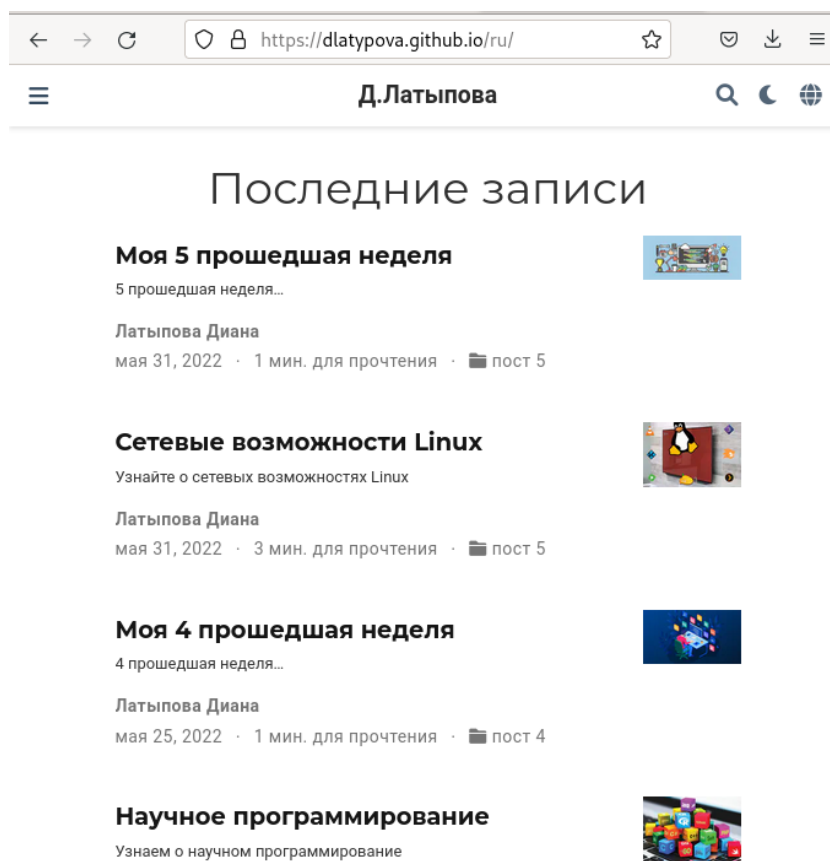 https://dlatypova.github.io/ru/
Д.Латыпова
Последние записи
Моя 5 прошедшая неделя
5 прошедшая неделя...
Латыпова Диана
мая 31, 2022 · 1 мин. для прочтения · пост 5
Сетевые возможности Linux
Узнайте о сетевых возможностях Linux
Латыпова Диана
мая 31, 2022 · 3 мин. для прочтения · пост 5
Моя 4 прошедшая неделя
4 прошедшая неделя...
Латыпова Диана
мая 25, 2022 · 1 мин. для прочтения · пост 4
Научное программирование
Узнаем о научном программирование